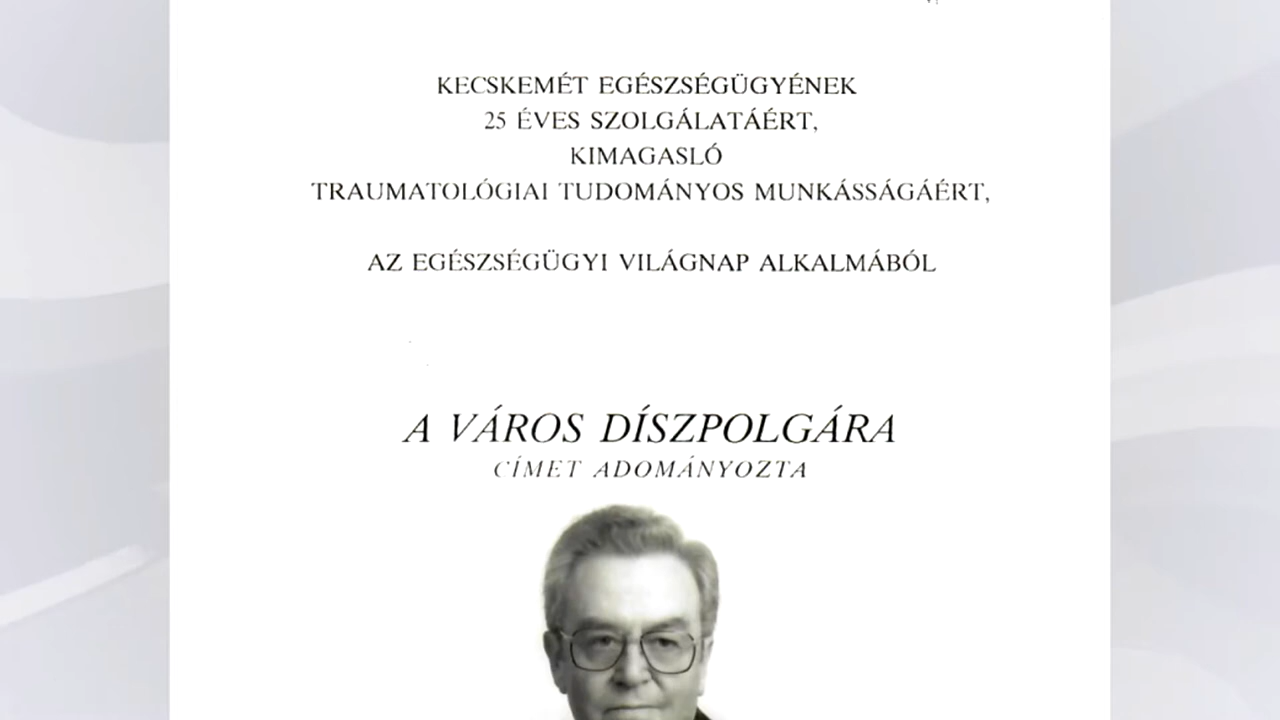 KECSKEMÉT EGÉSZSÉGÜGYÉNEK
25 ÉVES SZOLGÁLATÁÉRT,
KIMAGASLÓ
TRAUMATOLÓGIAI TUDOMÁNYOS MUNKÁSSÁGÁÉRT,
AZ EGÉSZSÉGÜGYI VILÁGNAP ALKALMÁBÓL
A VÁROS DÍSZPOLGÁRA
CÍMET ADOMÁNYOZTA